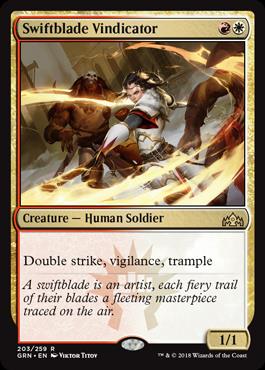 Swiftblade Vindicator
Creature — Human Soldier
Double strike, vigilance, trample
A swiftblade is an artist, each fiery trail
of their blades a fleeting masterpiece
traced on the air.
1/1
203/259 R
GRN • EN Viktor Titov
™ & © 2018 Wizards of the Coast